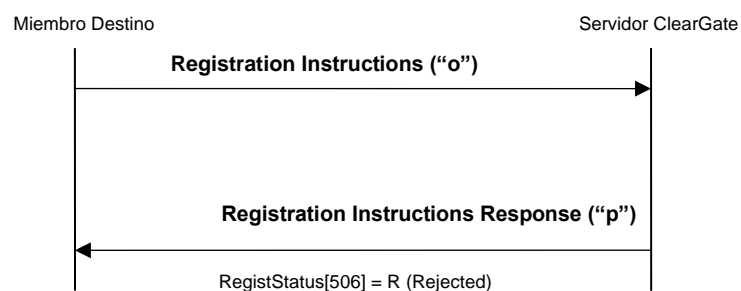 Miembro Destino
Servidor ClearGate
Registration Instructions (“o”)
Registration Instructions Response (“p”)
RegistStatus[506] = R (Rejected)